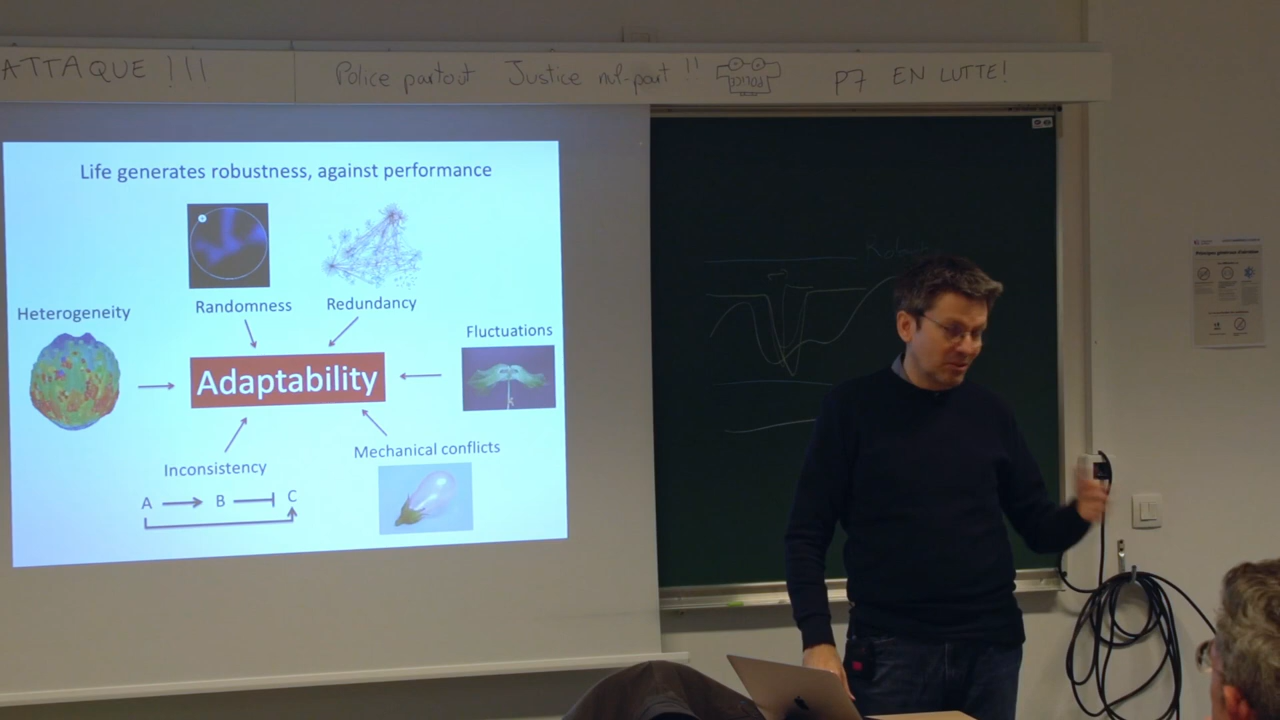 ATTAQUE !!!
Police partout Justice nul-part !! POLICE P7 EN LUTTE!
Life generates robustness, against performance
Randomness
Redundancy
Heterogeneity
Fluctuations
Adaptability
Mechanical conflicts
Inconsistency
A B C